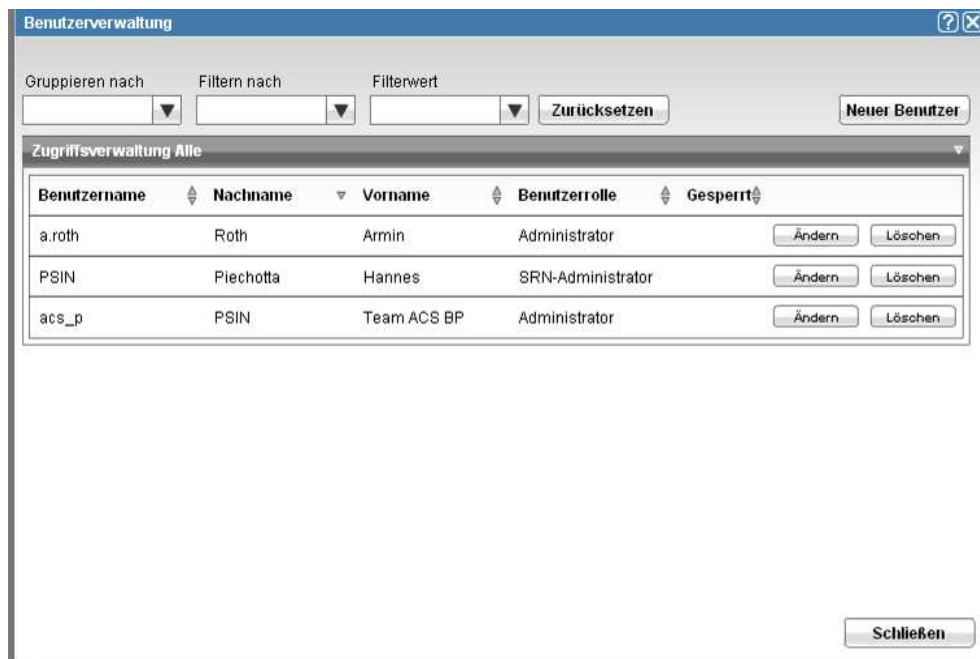 Benutzerverwaltung
Gruppieren nach Filtern nach Filterwert
Zurücksetzen Neuer Benutzer
Zugriffsverwaltung Alle
Benutzername Nachname Vorname Benutzerrolle Gesperrt
a.roth Roth Armin Administrator Ändern Löschen
PSIN Piechotta Hannes SRN-Administrator Ändern Löschen
acs_p PSIN Team ACS BP Administrator Ändern Löschen
Schließen